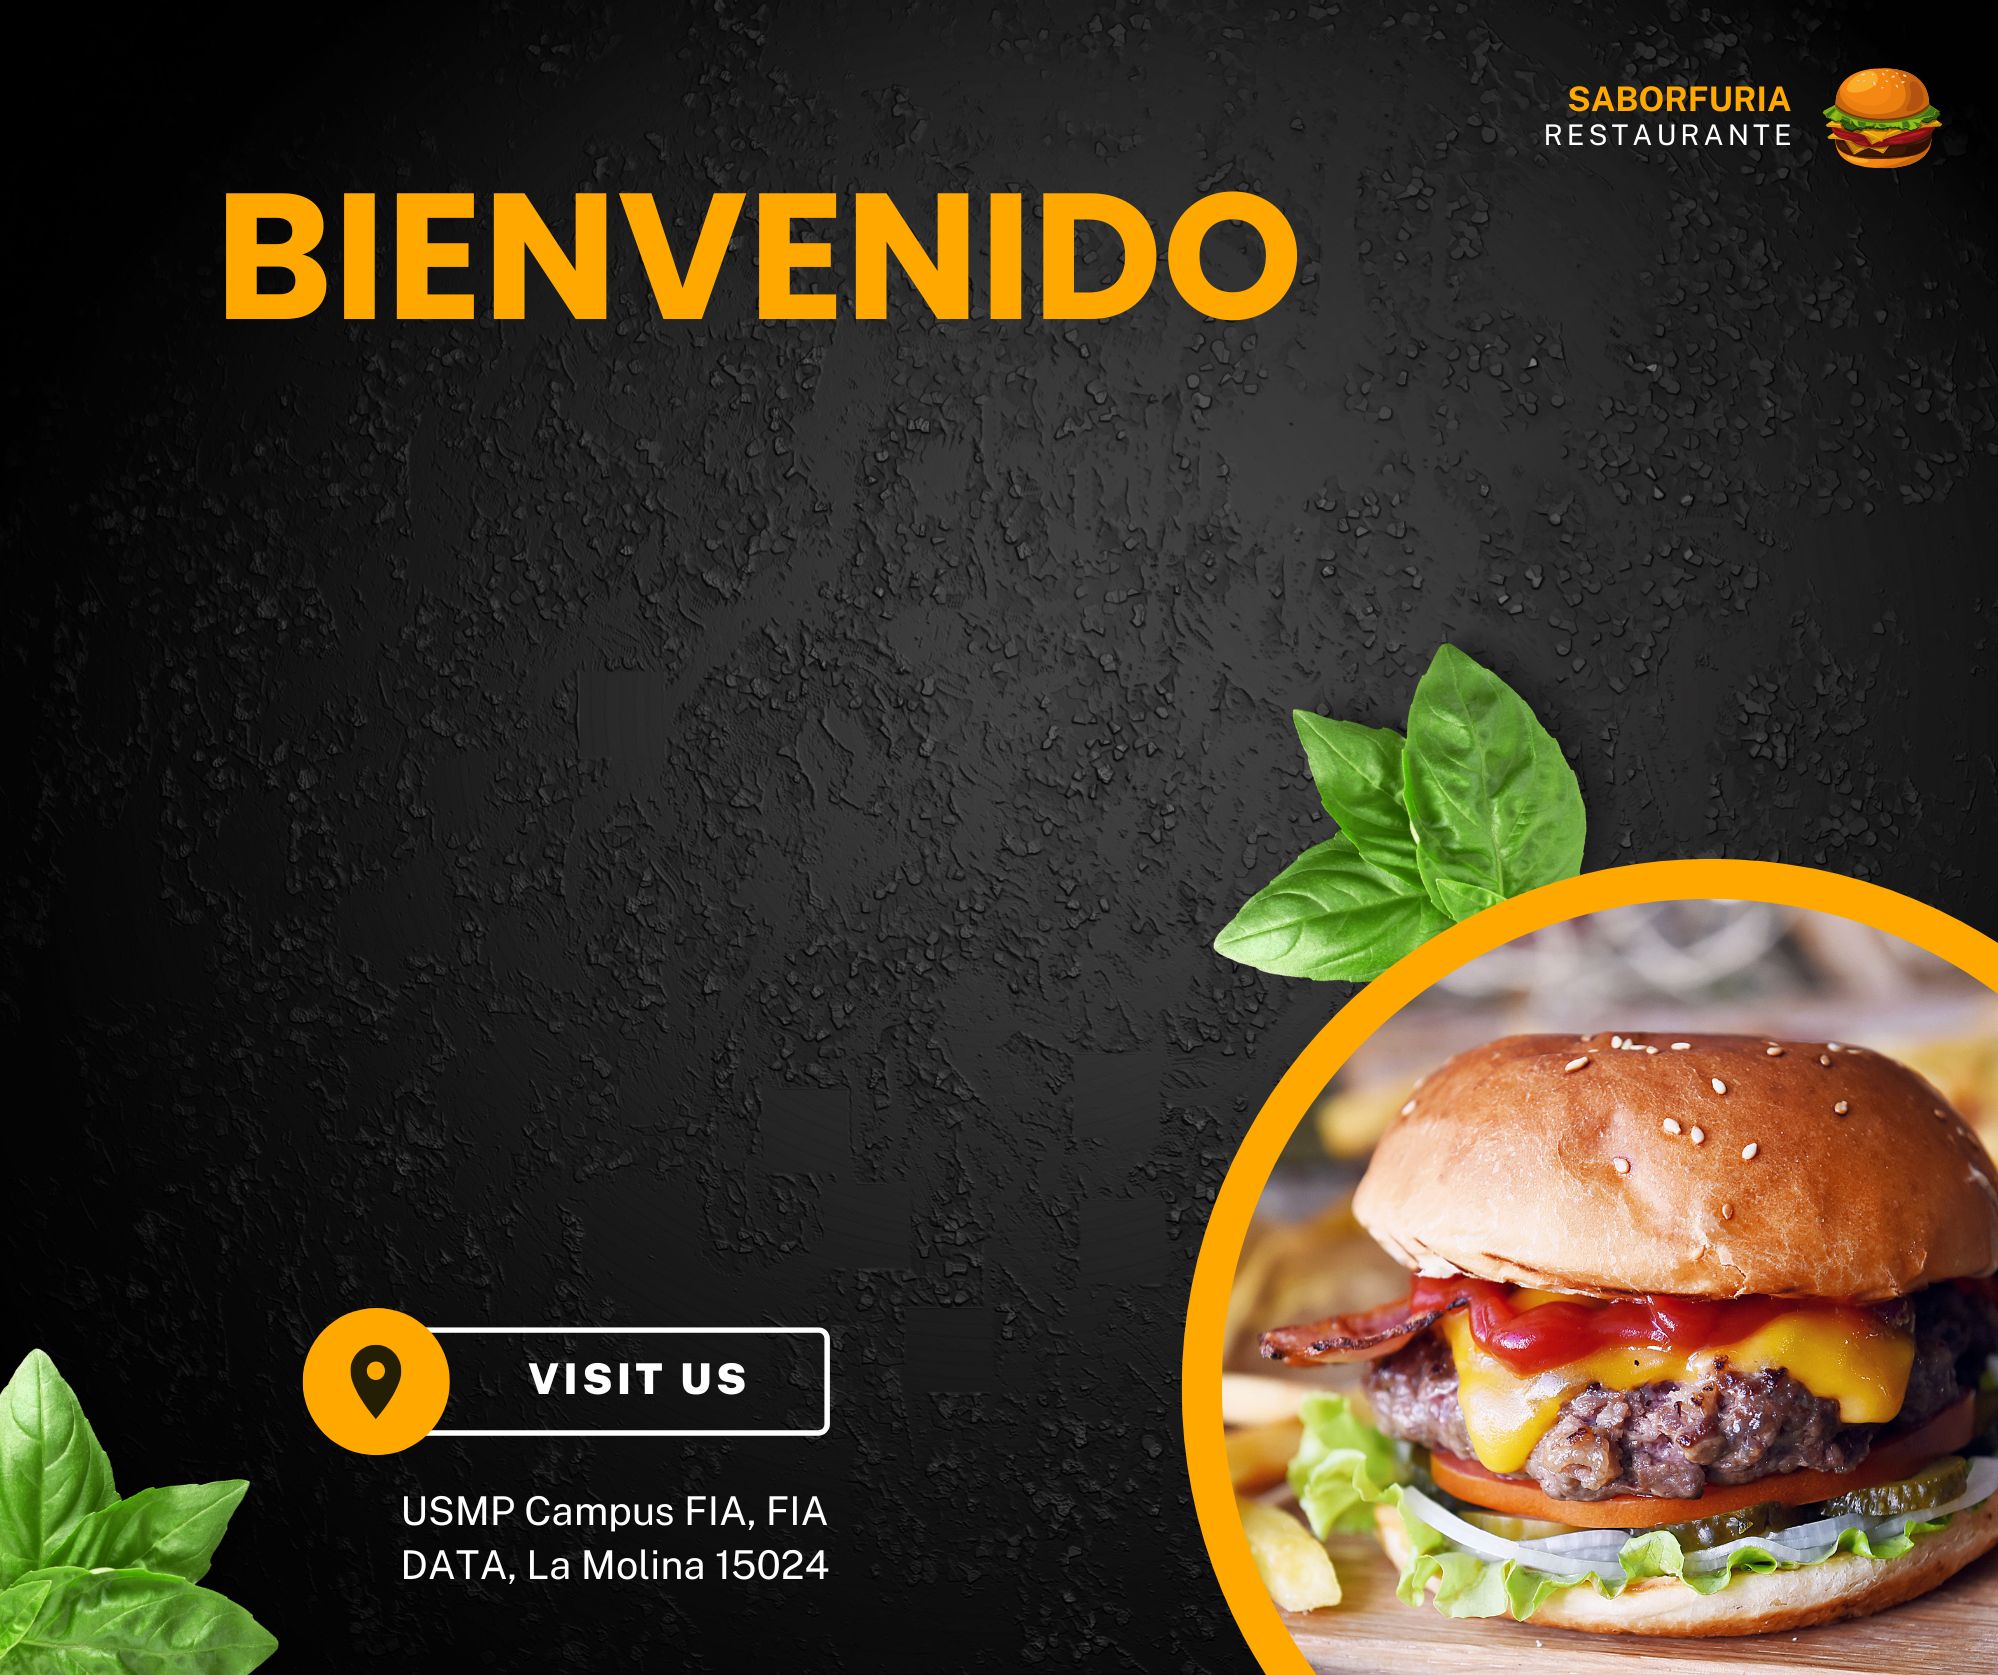 SABORFURIA
RESTAURANTE
BIENVENIDO
VISIT US
USMP Campus FIA, FIA
DATA, La Molina 15024